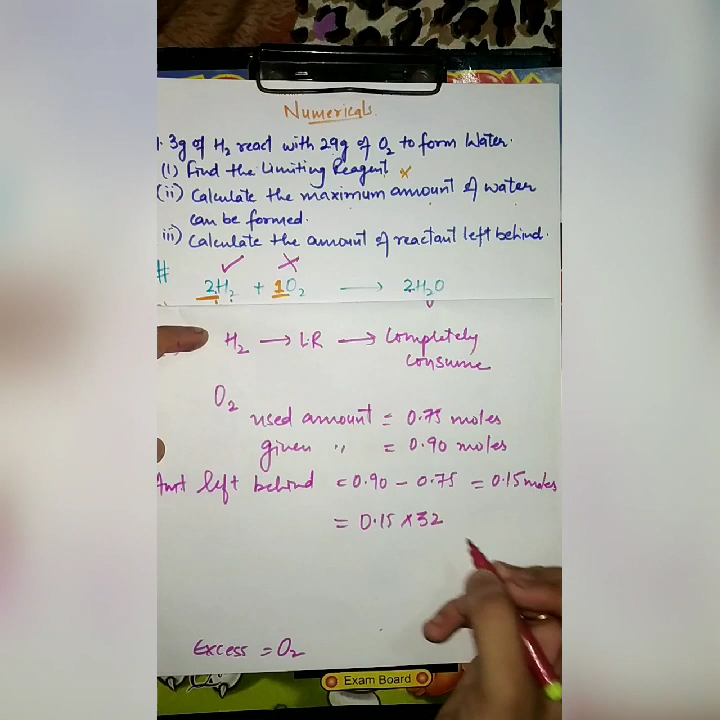 Numericals.
1. 3g of H₂ react with 29g of O₂ to form Water.
(i) Find the Limiting Reagent
(ii) Calculate the maximum amount of water
can be formed.
iii) Calculate the amount of reactant left behind.
# 2H₂ + 1O₂ → 2H₂O
H₂ → L.R → Completely
consume
O₂
used amount = 0.75 moles
given " = 0.90 moles
Amt left behind = 0.90 - 0.75 = 0.15 moles
= 0.15 × 32
Excess = O₂
Exam Board